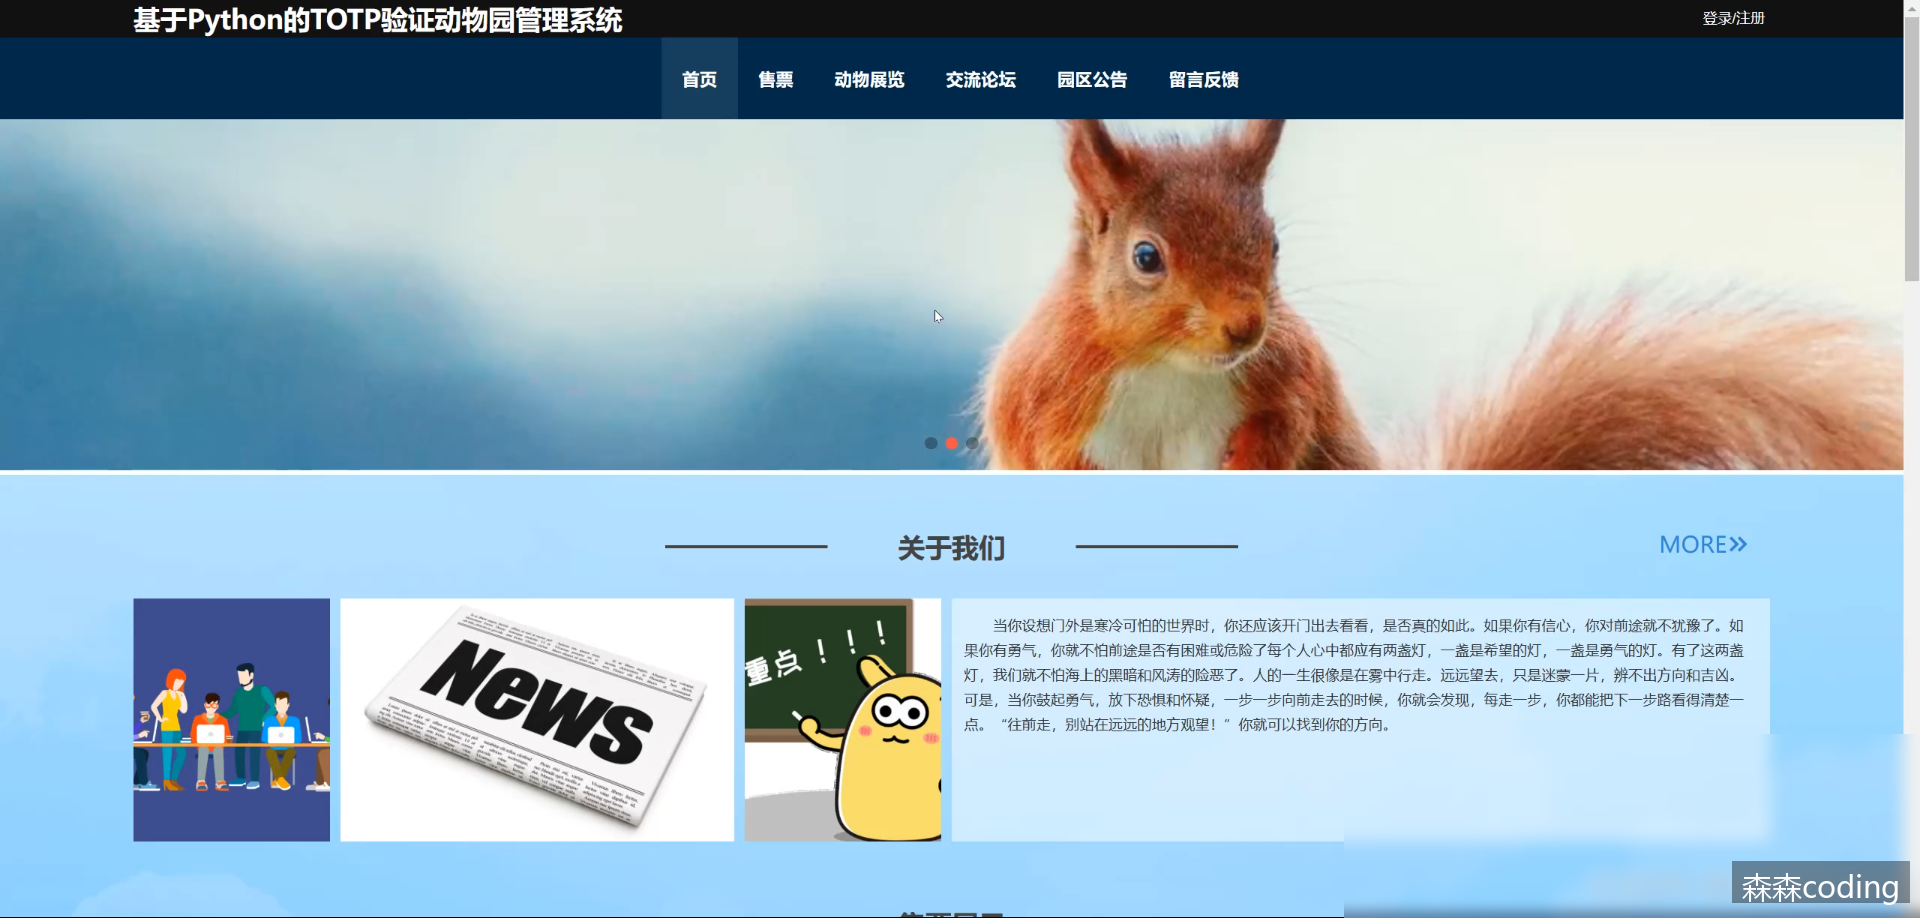 基于Python的TOTP验证动物园管理系统
登录/注册
首页 售票 动物展览 交流论坛 园区公告 留言反馈
关于我们
MORE
News
重点！！！
当你设想门外是寒冷可怕的世界时，你还应该开门出去看看，是否真的如此。如果你有信心，你对前途就不犹豫了。如
果你有勇气，你就不怕前途是否有困难或危险了每个人心中都应有两盏灯，一盏是希望的灯，一盏是勇气的灯。有了这两盏
灯，我们就不怕海上的黑暗和风涛的险恶了。人的一生很像是在雾中行走。远远望去，只是迷蒙一片，辨不出方向和吉凶。
可是，当你鼓起勇气，放下恐惧和怀疑，一步一步向前走去的时候，你就会发现，每走一步，你都能把下一步路看得清楚一
点。“往前走，别站在远远的地方观望！”你就可以找到你的方向。
森森coding